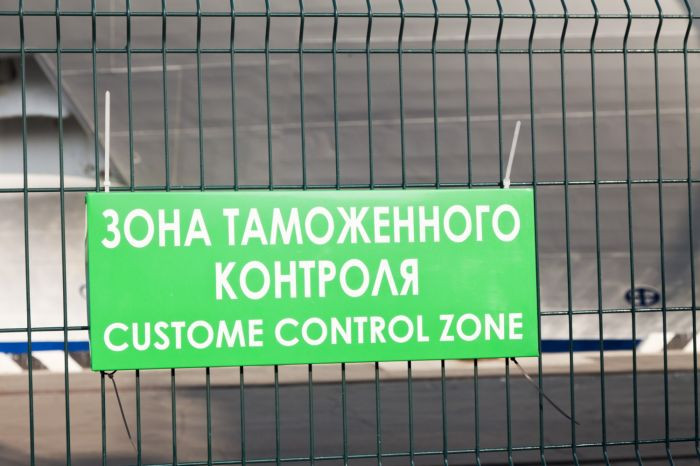 ЗОНА ТАМОЖЕННОГО
КОНТРОЛЯ
CUSTOME CONTROL ZONE